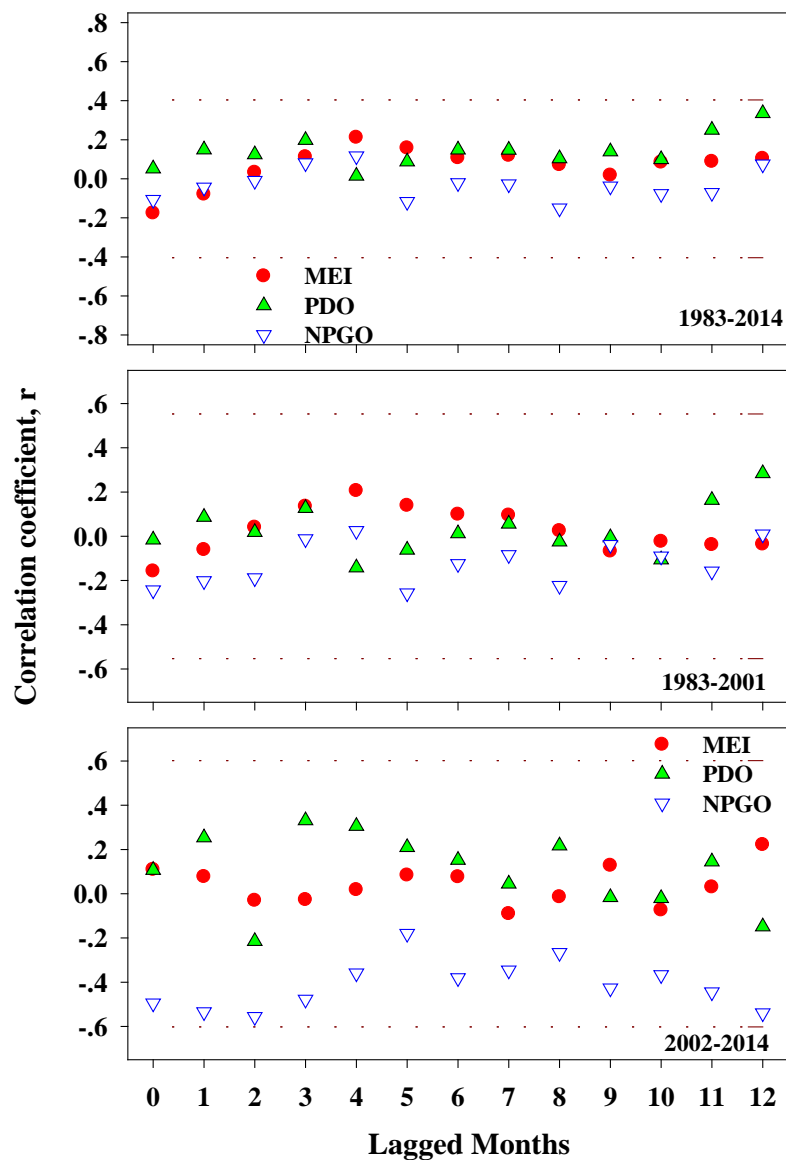 .8
.6
.4
.2
0.0
-.2
-.4
-.6
-.8
MEI
PDO
NPGO
1983-2014
Correlation coefficient, r
.6
.4
.2
0.0
-.2
-.4
-.6
1983-2001
.6
.4
.2
0.0
-.2
-.4
-.6
MEI
PDO
NPGO
2002-2014
0 1 2 3 4 5 6 7 8 9 10 11 12
Lagged Months